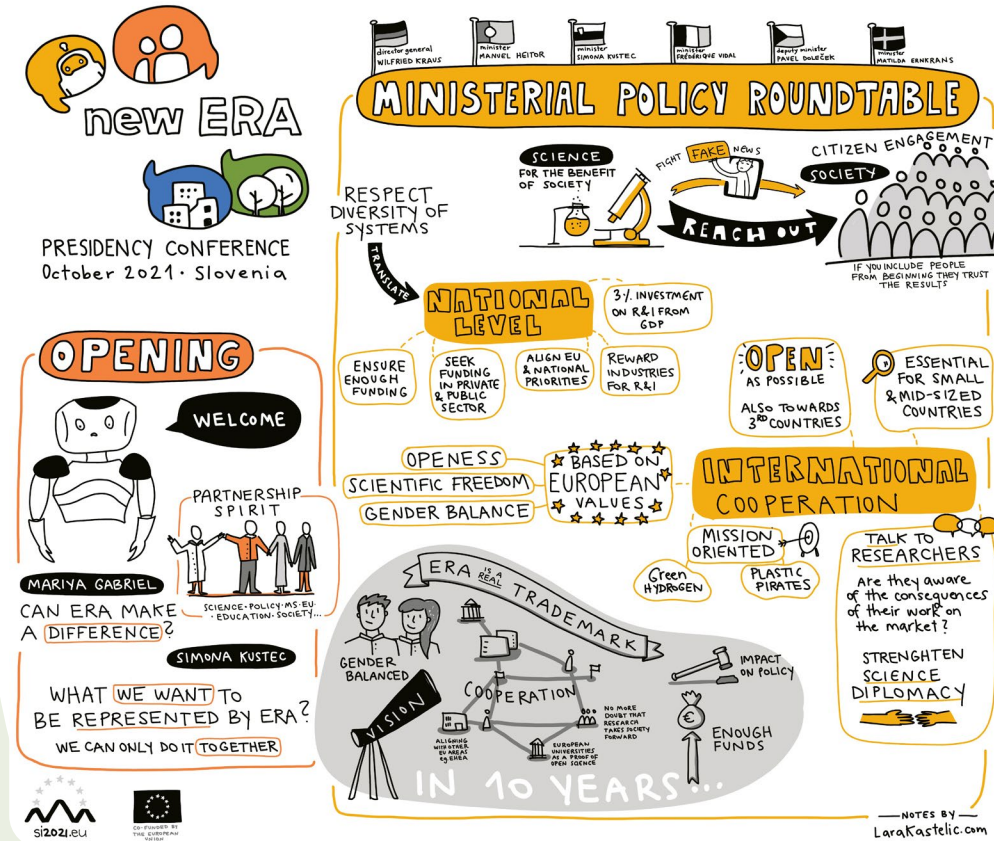 new ERA
PRESIDENCY CONFERENCE
October 2021 · Slovenia
OPENING
WELCOME
PARTNERSHIP
SPIRIT
SCIENCE · POLICY · MS · EU ·
· EDUCATION · SOCIETY...
MARIYA GABRIEL
CAN ERA MAKE
A DIFFERENCE?
SIMONA KUSTEC
WHAT WE WANT TO
BE REPRESENTED BY ERA?
WE CAN ONLY DO IT TOGETHER
si2021.eu
CO-FUNDED BY
THE EUROPEAN
UNION
director general
WILFRIED KRAUS
minister
MANUEL HEITOR
minister
SIMONA KUSTEC
minister
FRÉDÉRIQUE VIDAL
deputy minister
PAVEL DOLEČEK
minister
MATILDA ERNKRANS
MINISTERIAL POLICY ROUNDTABLE
SCIENCE
FOR THE BENEFIT
OF SOCIETY
FIGHT FAKE NEWS
REACH OUT
CITIZEN ENGAGEMENT
SOCIETY
IF YOU INCLUDE PEOPLE
FROM BEGINNING THEY TRUST
THE RESULTS
RESPECT
DIVERSITY OF
SYSTEMS
TRANSLATE
NATIONAL
LEVEL
3% INVESTMENT
ON R&I FROM
GDP
ENSURE
ENOUGH
FUNDING
SEEK
FUNDING
IN PRIVATE
& PUBLIC
SECTOR
ALIGN EU
& NATIONAL
PRIORITIES
REWARD
INDUSTRIES
FOR R&I
OPEN
AS POSSIBLE
ALSO TOWARDS
3RD COUNTRIES
ESSENTIAL
FOR SMALL
& MID-SIZED
COUNTRIES
INTERNATIONAL
COOPERATION
BASED ON
EUROPEAN
VALUES
OPENESS
SCIENTIFIC FREEDOM
GENDER BALANCE
MISSION
ORIENTED
Green
HYDROGEN
PLASTIC
PIRATES
TALK TO
RESEARCHERS
Are they aware
of the consequences
of their work on
the market?
STRENGHTEN
SCIENCE
DIPLOMACY
ERA IS A REAL TRADEMARK
GENDER
BALANCED
VISION
COOPERATION
ALIGNING
WITH OTHER
EU AREAS
eg. EHEA
EUROPEAN
UNIVERSITIES
AS A PROOF OF
OPEN SCIENCE
NO MORE
DOUBT THAT
RESEARCH
TAKES SOCIETY
FORWARD
IMPACT
ON POLICY
€
ENOUGH
FUNDS
IN 10 YEARS...
NOTES BY
LaraKastelic.com